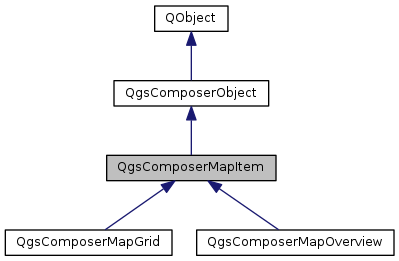 QObject
QgsComposerObject
QgsComposerMapItem
QgsComposerMapGrid
QgsComposerMapOverview